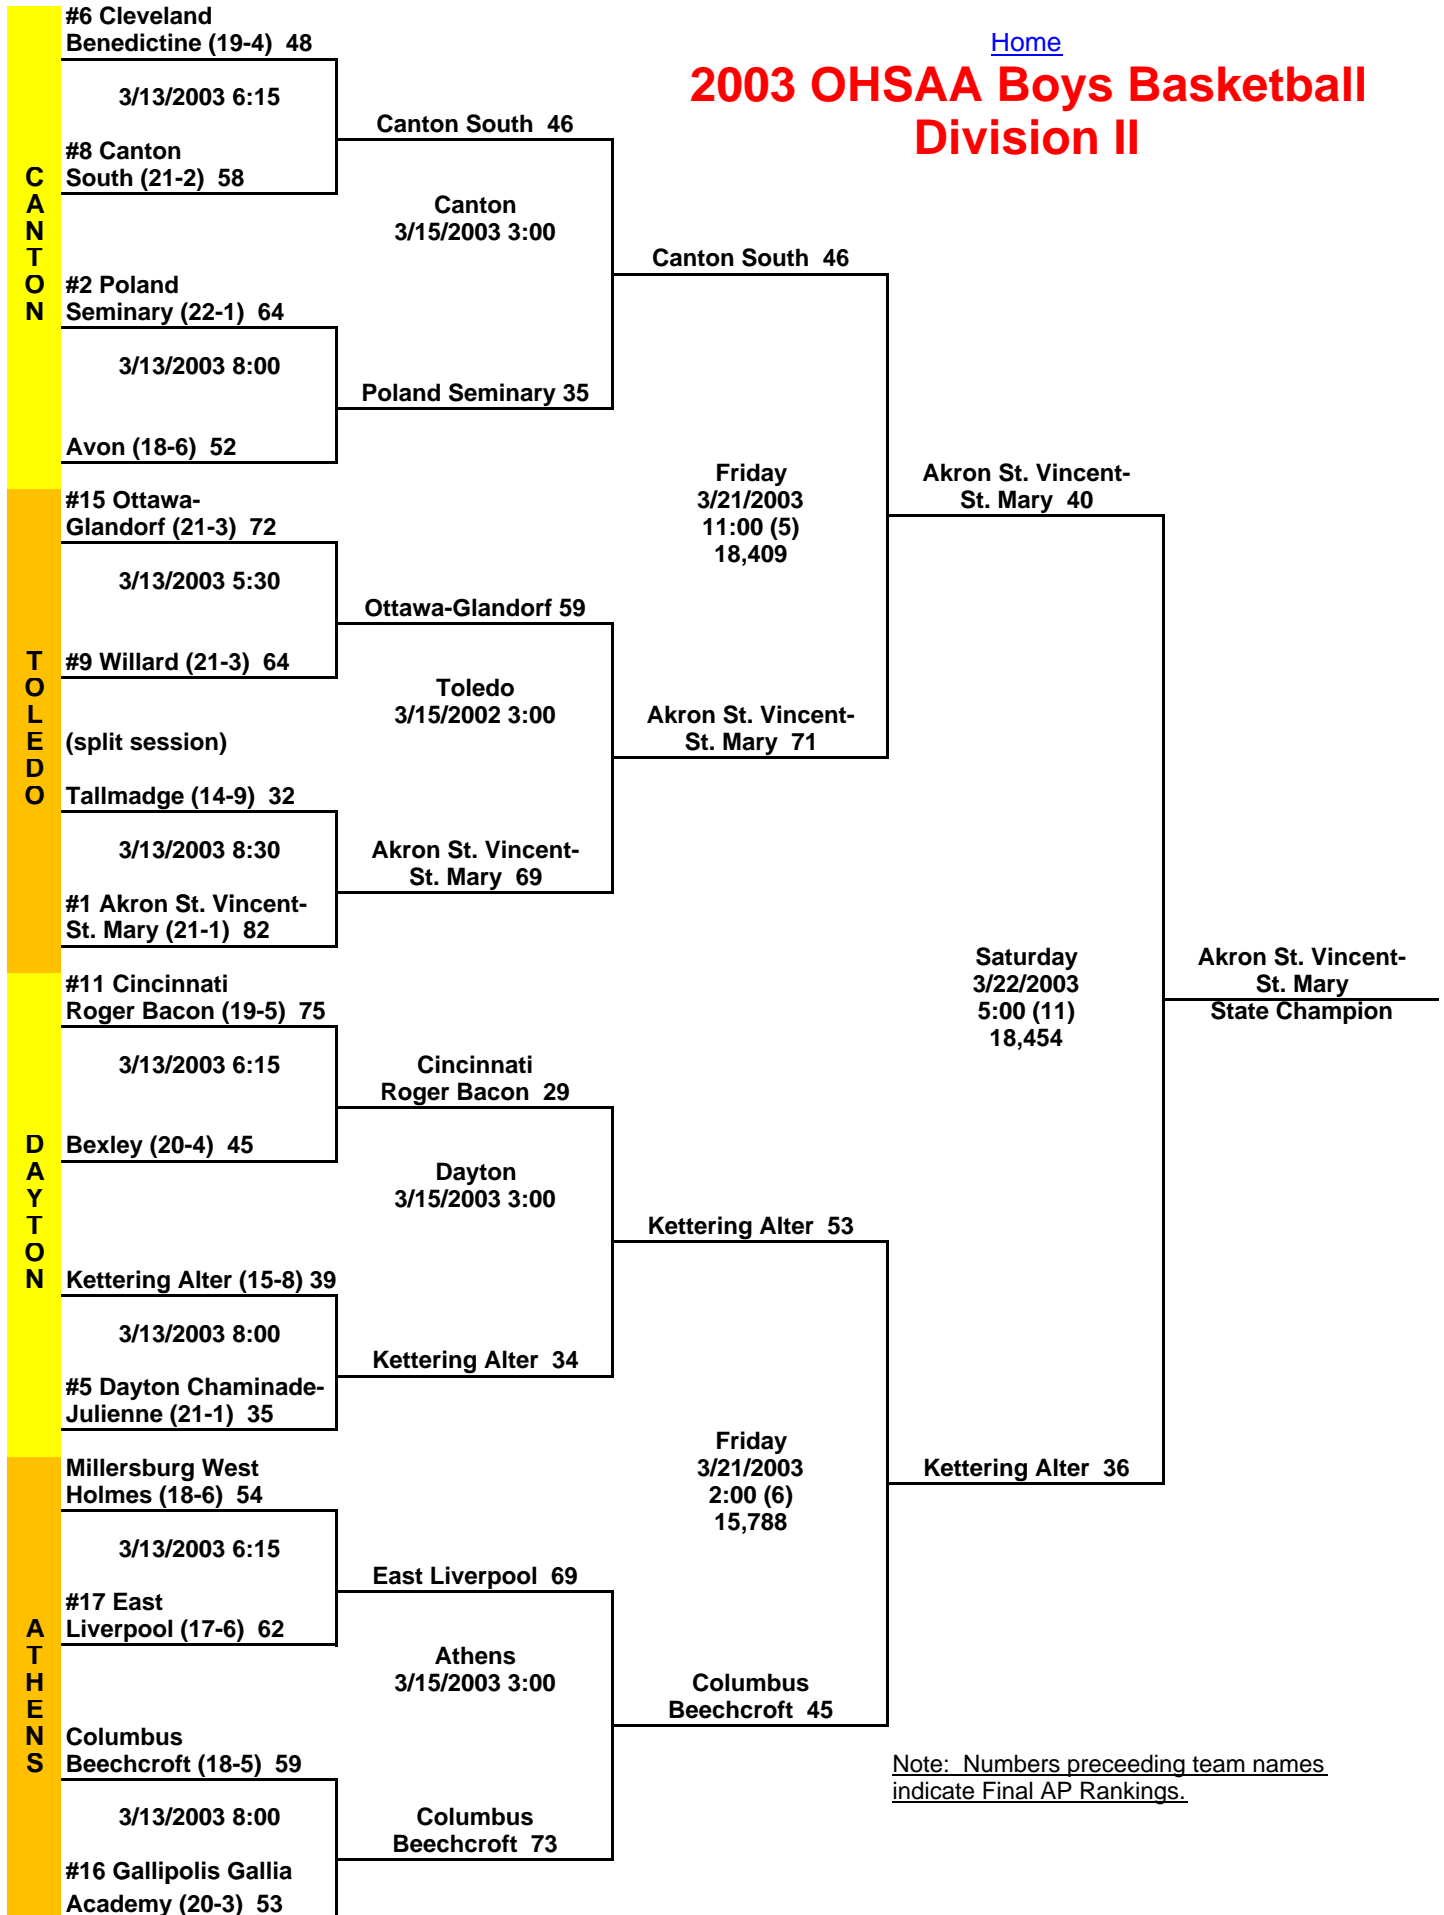 Home
2003 OHSAA Boys Basketball
Division II
CANTON
#6 Cleveland
Benedictine (19-4) 48
3/13/2003 6:15
#8 Canton
South (21-2) 58
Canton South 46
Canton
3/15/2003 3:00
#2 Poland
Seminary (22-1) 64
3/13/2003 8:00
Avon (18-6) 52
Poland Seminary 35
Canton South 46
Friday
3/21/2003
11:00 (5)
18,409
TOLEDO
#15 Ottawa-
Glandorf (21-3) 72
3/13/2003 5:30
#9 Willard (21-3) 64
Ottawa-Glandorf 59
Toledo
3/15/2002 3:00
(split session)
Tallmadge (14-9) 32
3/13/2003 8:30
#1 Akron St. Vincent-
St. Mary (21-1) 82
Akron St. Vincent-
St. Mary 69
Akron St. Vincent-
St. Mary 71
Akron St. Vincent-
St. Mary 40
Saturday
3/22/2003
5:00 (11)
18,454
Akron St. Vincent-
St. Mary
State Champion
DAYTON
#11 Cincinnati
Roger Bacon (19-5) 75
3/13/2003 6:15
Bexley (20-4) 45
Cincinnati
Roger Bacon 29
Dayton
3/15/2003 3:00
Kettering Alter (15-8) 39
3/13/2003 8:00
#5 Dayton Chaminade-
Julienne (21-1) 35
Kettering Alter 34
Kettering Alter 53
Friday
3/21/2003
2:00 (6)
15,788
Kettering Alter 36
ATHENS
Millersburg West
Holmes (18-6) 54
3/13/2003 6:15
#17 East
Liverpool (17-6) 62
East Liverpool 69
Athens
3/15/2003 3:00
Columbus
Beechcroft (18-5) 59
3/13/2003 8:00
#16 Gallipolis Gallia
Academy (20-3) 53
Columbus
Beechcroft 73
Columbus
Beechcroft 45
Note: Numbers preceeding team names
indicate Final AP Rankings.